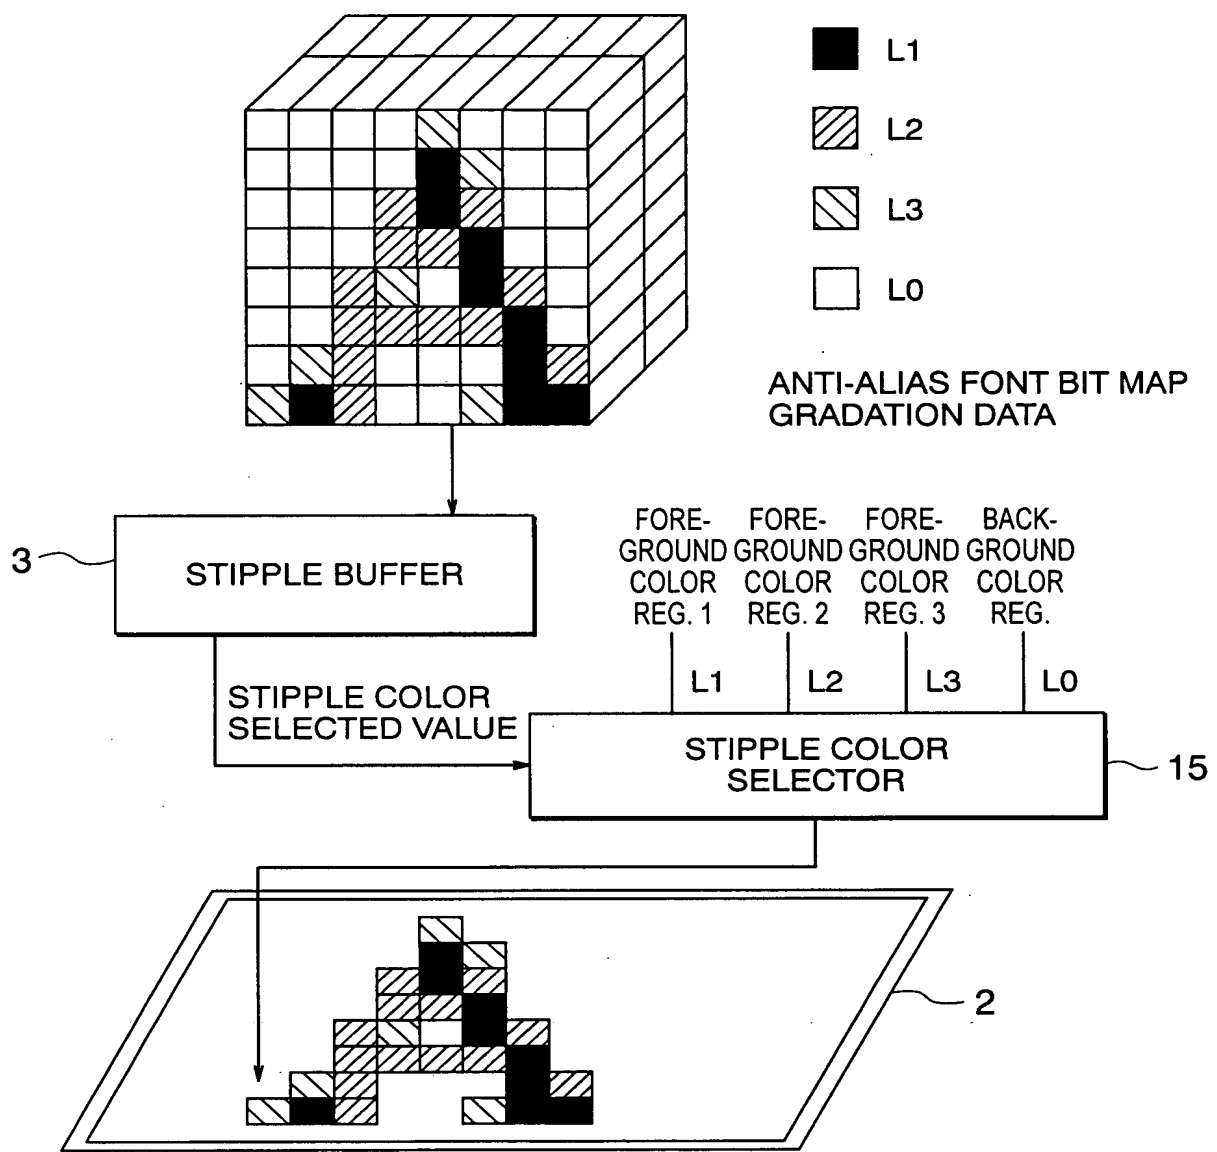 L1
L2
L3
L0
ANTI-ALIAS FONT BIT MAP
GRADATION DATA
3
STIPPLE BUFFER
FORE-
GROUND
COLOR
REG. 1
FORE-
GROUND
COLOR
REG. 2
FORE-
GROUND
COLOR
REG. 3
BACK-
GROUND
COLOR
REG.
L1
L2
L3
L0
STIPPLE COLOR
SELECTED VALUE
STIPPLE COLOR
SELECTOR
15
2